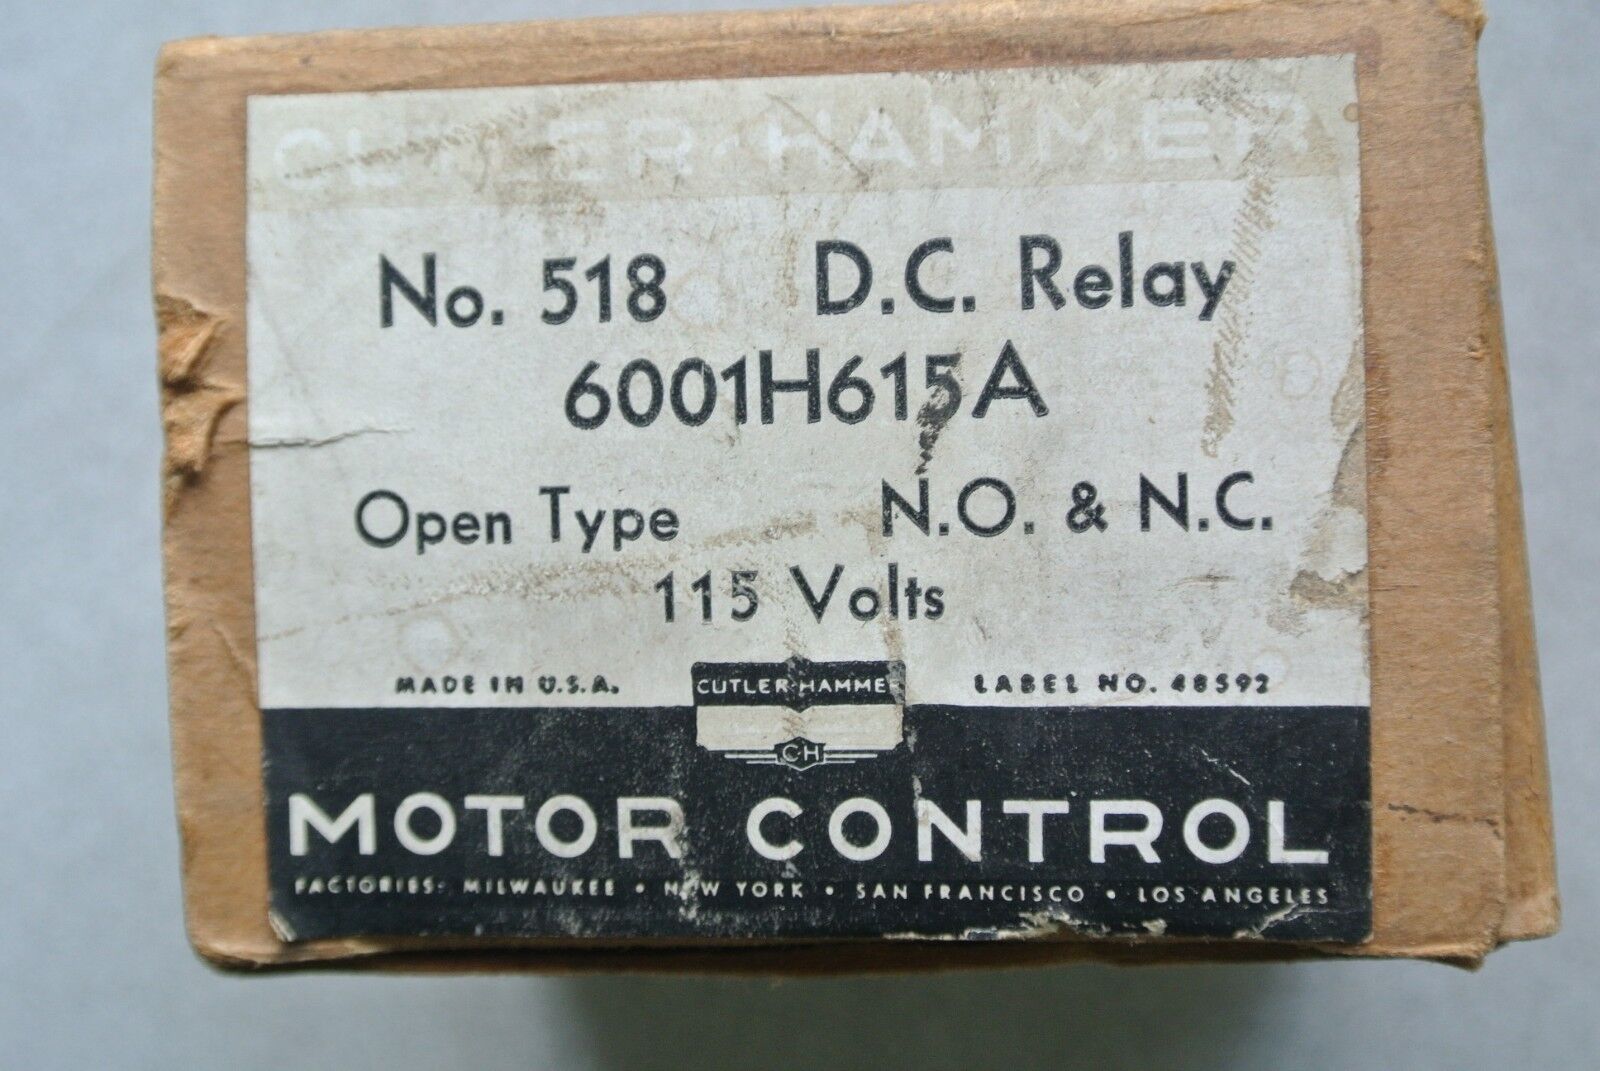 CUTLER·HAMMER
No. 518 D.C. Relay
6001H615A
Open Type N.O. & N.C.
115 Volts
MADE IN U.S.A. CUTLER·HAMMER LABEL NO. 48592
C·H
MOTOR CONTROL
FACTORIES: MILWAUKEE • NEW YORK • SAN FRANCISCO • LOS ANGELES